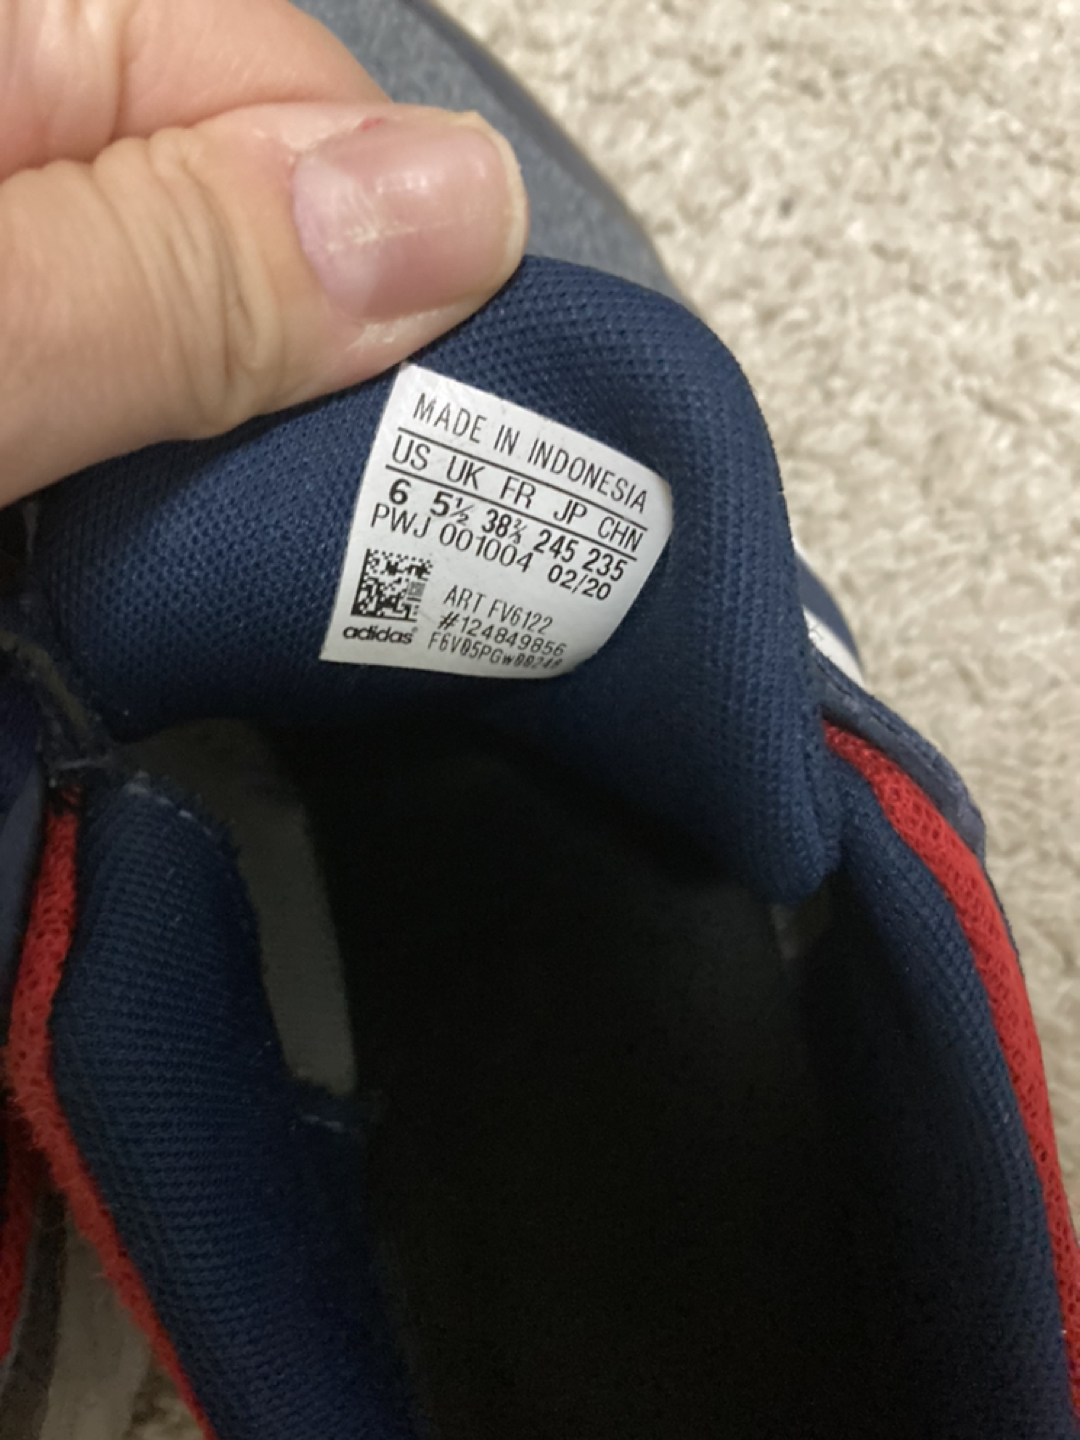 MADE IN INDONESIA
US UK FR JP CHN
6 5½ 38⅔ 245 235
PWJ 001004 02/20
ART FV6122
#124849856
adidas